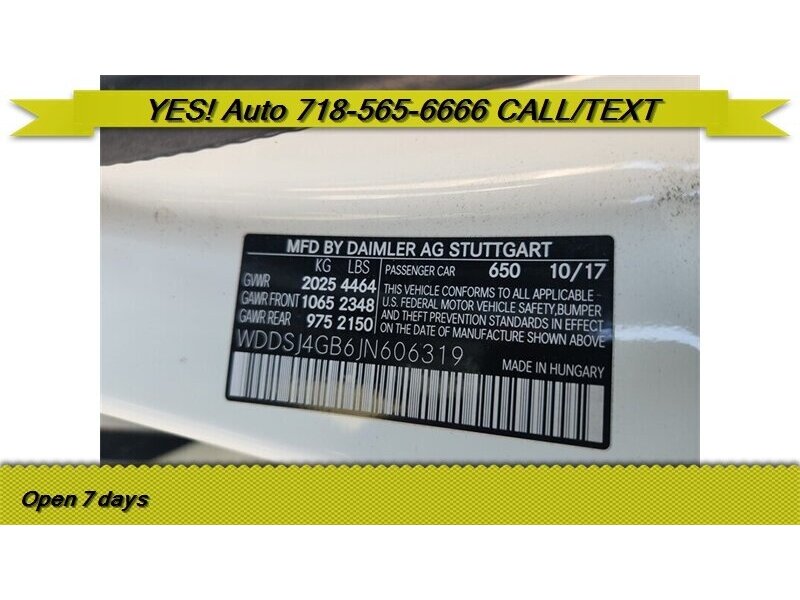 YES! Auto 718-565-6666 CALL/TEXT
MFD BY DAIMLER AG STUTTGART
KG LBS PASSENGER CAR 650 10/17
GVWR 2025 4464 THIS VEHICLE CONFORMS TO ALL APPLICABLE
GAWR FRONT 1065 2348 U.S. FEDERAL MOTOR VEHICLE SAFETY, BUMPER
GAWR REAR 975 2150 AND THEFT PREVENTION STANDARDS IN EFFECT
ON THE DATE OF MANUFACTURE SHOWN ABOVE
WDDSJ4GB6JN606319 MADE IN HUNGARY
Open 7 days